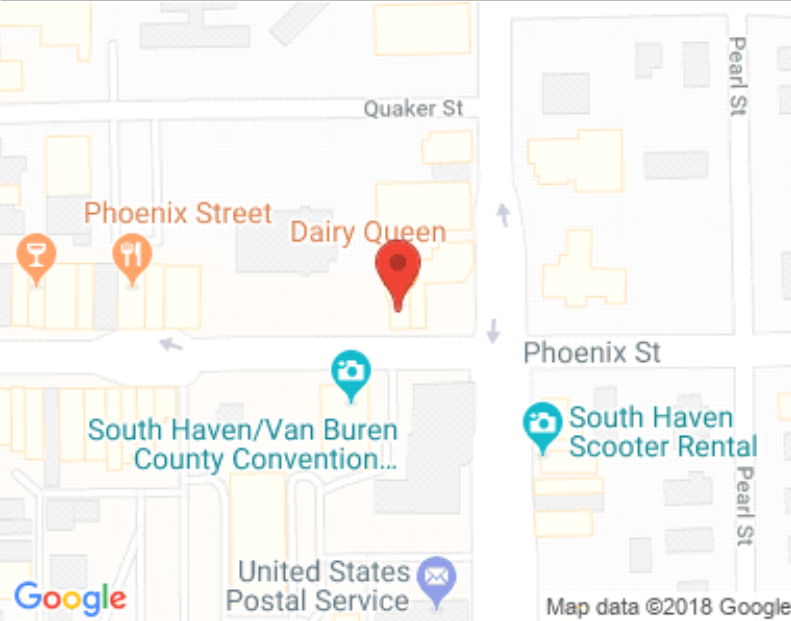 Pearl St
Quaker St
Phoenix Street
Dairy Queen
Phoenix St
South Haven/Van Buren
County Convention...
South Haven
Scooter Rental
Pearl St
United States
Postal Service
Google
Map data ©2018 Google